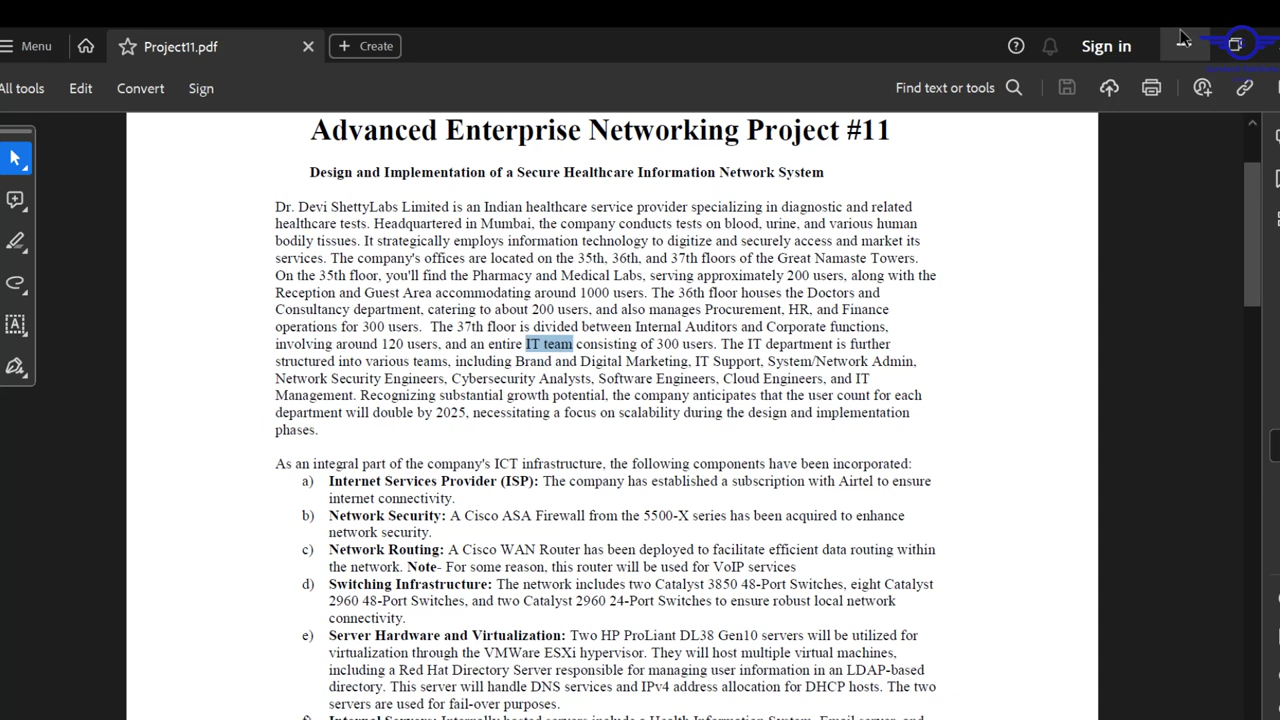 Menu
Project11.pdf
Create
Sign in
All tools
Edit
Convert
Sign
Find text or tools
Advanced Enterprise Networking Project #11
Design and Implementation of a Secure Healthcare Information Network System
Dr. Devi ShettyLabs Limited is an Indian healthcare service provider specializing in diagnostic and related
healthcare tests. Headquartered in Mumbai, the company conducts tests on blood, urine, and various human
bodily tissues. It strategically employs information technology to digitize and securely access and market its
services. The company's offices are located on the 35th, 36th, and 37th floors of the Great Namaste Towers.
On the 35th floor, you'll find the Pharmacy and Medical Labs, serving approximately 200 users, along with the
Reception and Guest Area accommodating around 1000 users. The 36th floor houses the Doctors and
Consultancy department, catering to about 200 users, and also manages Procurement, HR, and Finance
operations for 300 users. The 37th floor is divided between Internal Auditors and Corporate functions,
involving around 120 users, and an entire IT team consisting of 300 users. The IT department is further
structured into various teams, including Brand and Digital Marketing, IT Support, System/Network Admin,
Network Security Engineers, Cybersecurity Analysts, Software Engineers, Cloud Engineers, and IT
Management. Recognizing substantial growth potential, the company anticipates that the user count for each
department will double by 2025, necessitating a focus on scalability during the design and implementation
phases.
As an integral part of the company's ICT infrastructure, the following components have been incorporated:
a) Internet Services Provider (ISP): The company has established a subscription with Airtel to ensure
internet connectivity.
b) Network Security: A Cisco ASA Firewall from the 5500-X series has been acquired to enhance
network security.
c) Network Routing: A Cisco WAN Router has been deployed to facilitate efficient data routing within
the network. Note- For some reason, this router will be used for VoIP services
d) Switching Infrastructure: The network includes two Catalyst 3850 48-Port Switches, eight Catalyst
2960 48-Port Switches, and two Catalyst 2960 24-Port Switches to ensure robust local network
connectivity.
e) Server Hardware and Virtualization: Two HP ProLiant DL38 Gen10 servers will be utilized for
virtualization through the VMWare ESXi hypervisor. They will host multiple virtual machines,
including a Red Hat Directory Server responsible for managing user information in an LDAP-based
directory. This server will handle DNS services and IPv4 address allocation for DHCP hosts. The two
servers are used for fail-over purposes.
f) Internal Servers: Internally hosted servers include a Health Information System, Email server, and